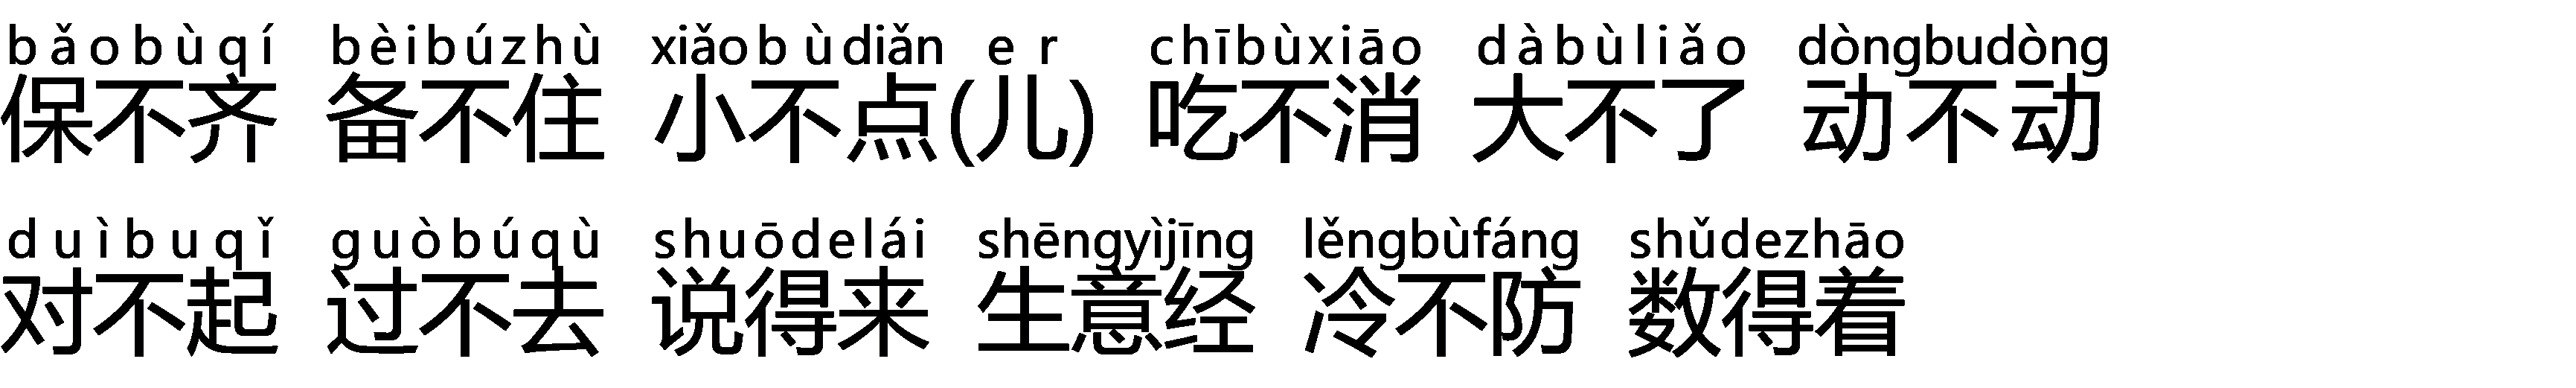 bǎobùqí bèibúzhù xiǎobùdiǎn er chībùxiāo dàbùliǎo dòngbudòng
保不齐 备不住 小不点(儿) 吃不消 大不了 动不动
duìbuqǐ guòbúqù shuōdelái shēngyìjīng lěngbùfáng shǔdezhāo
对不起 过不去 说得来 生意经 冷不防 数得着